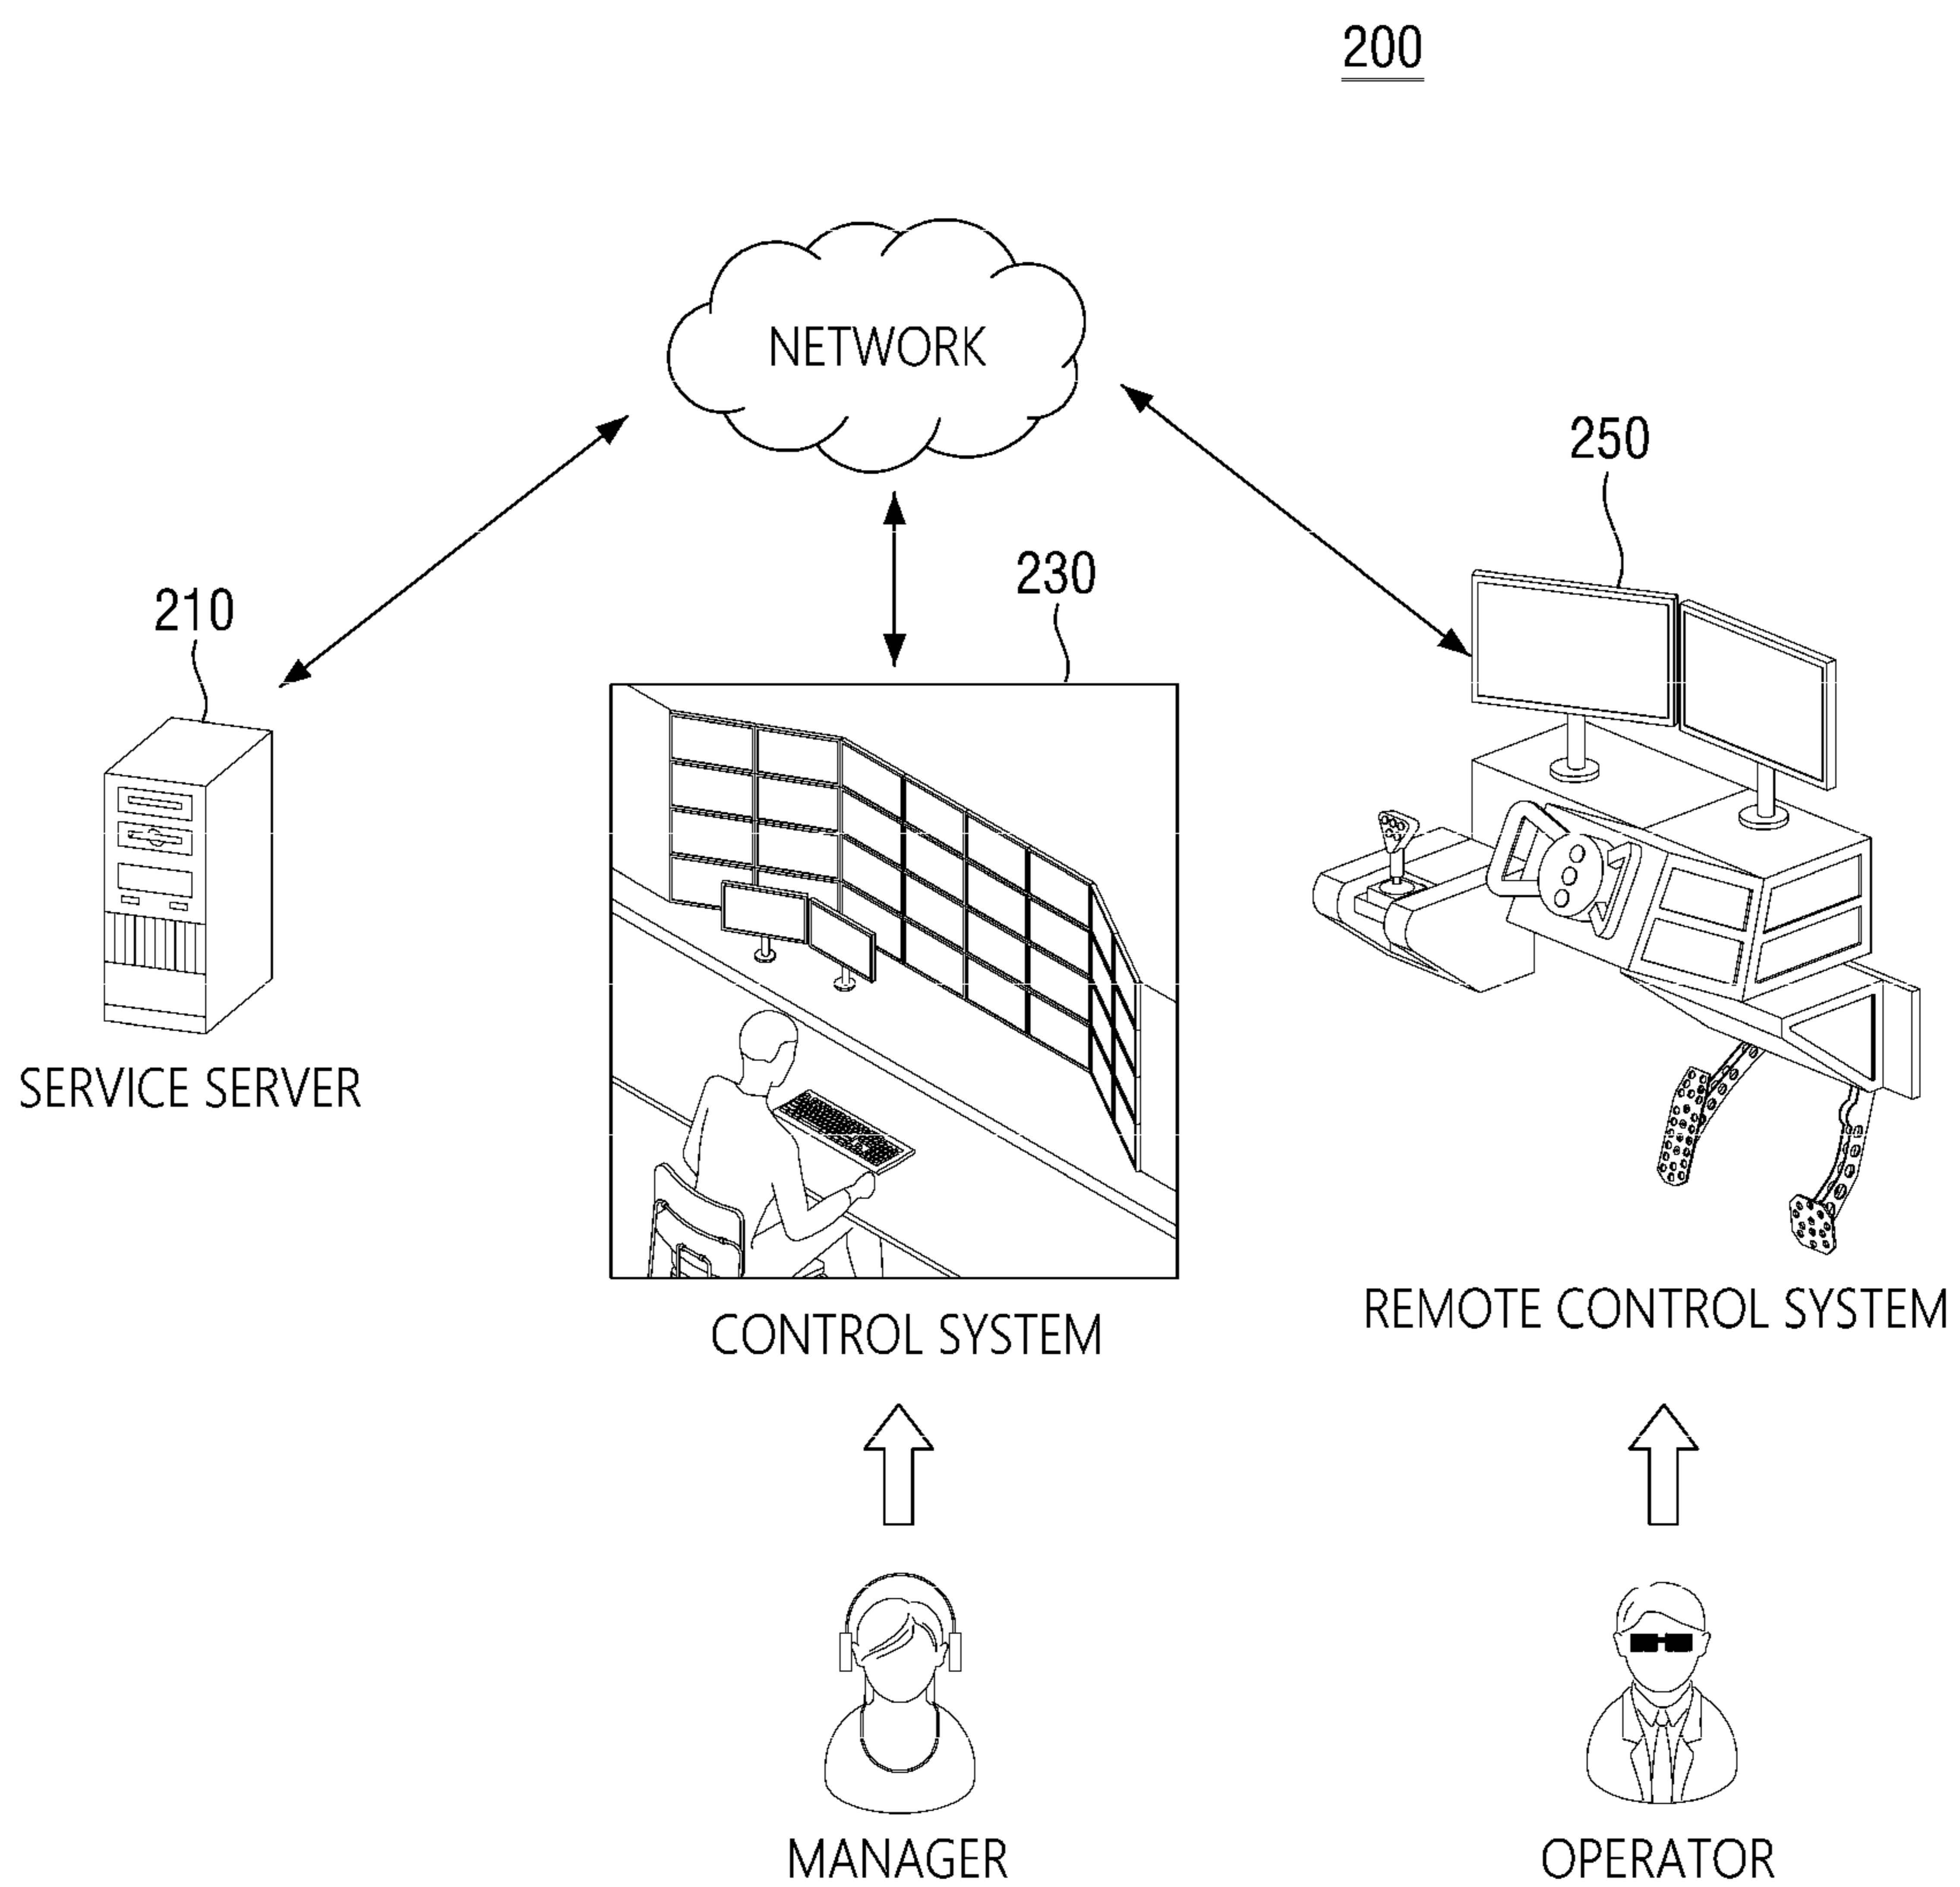 200
NETWORK
250
230
210
SERVICE SERVER
REMOTE CONTROL SYSTEM
CONTROL SYSTEM
MANAGER
OPERATOR